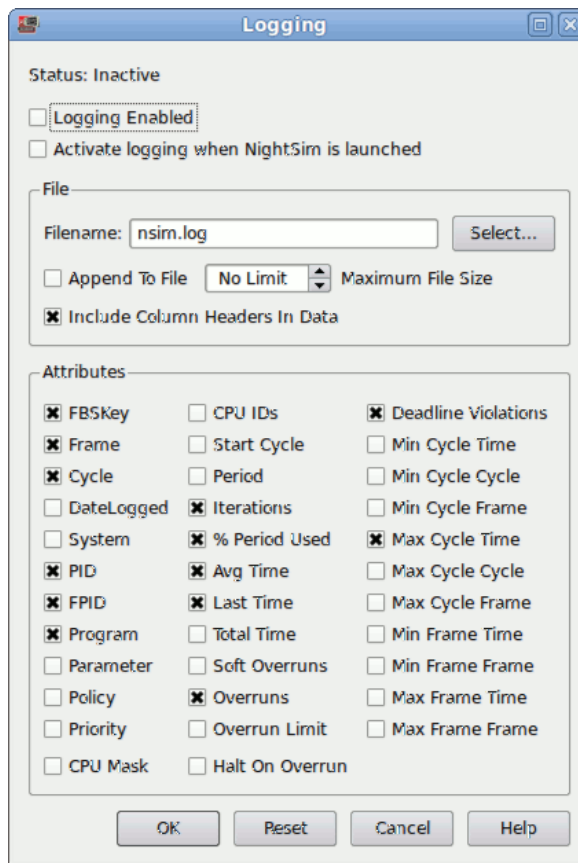 Logging
Status: Inactive
Logging Enabled
Activate logging when NightSim is launched
File
Filename: nsim.log Select...
Append To File No Limit Maximum File Size
Include Column Headers In Data
Attributes
FBSKey CPU IDs Deadline Violations
Frame Start Cycle Min Cycle Time
Cycle Period Min Cycle Cycle
DateLogged Iterations Min Cycle Frame
System % Period Used Max Cycle Time
PID Avg Time Max Cycle Cycle
FPID Last Time Max Cycle Frame
Program Total Time Min Frame Time
Parameter Soft Overruns Min Frame Frame
Policy Overruns Max Frame Time
Priority Overrun Limit Max Frame Frame
CPU Mask Halt On Overrun
OK Reset Cancel Help